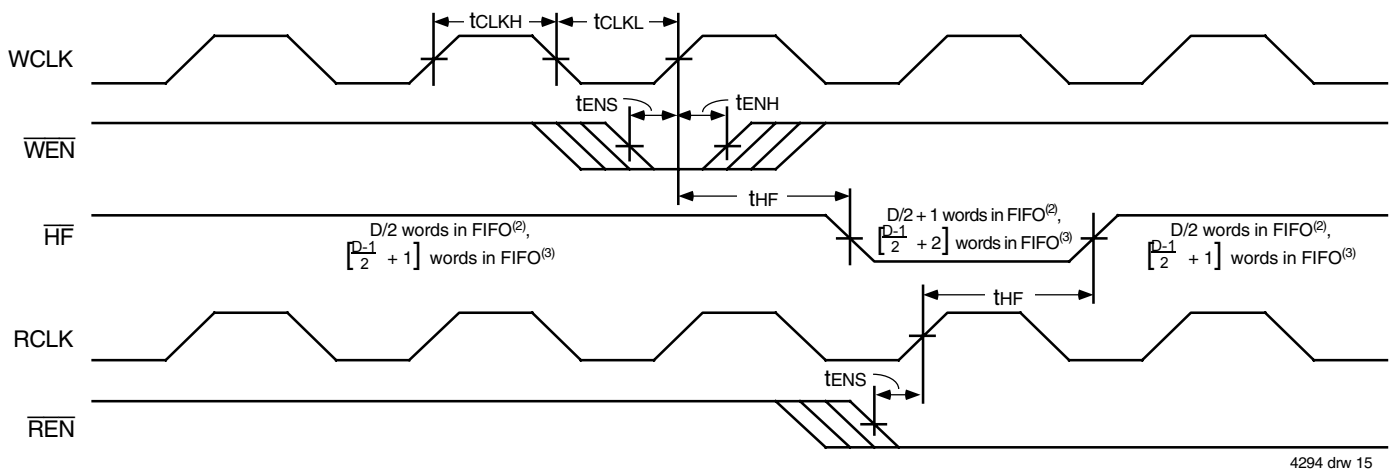 tCLKH
tCLKL
WCLK
tENS
tENH
WEN
tHF
HF
D/2 words in FIFO(2),
[D-1/2 + 1] words in FIFO(3)
D/2 + 1 words in FIFO(2),
[D-1/2 + 2] words in FIFO(3)
D/2 words in FIFO(2),
[D-1/2 + 1] words in FIFO(3)
tHF
RCLK
tENS
REN
4294 drw 15